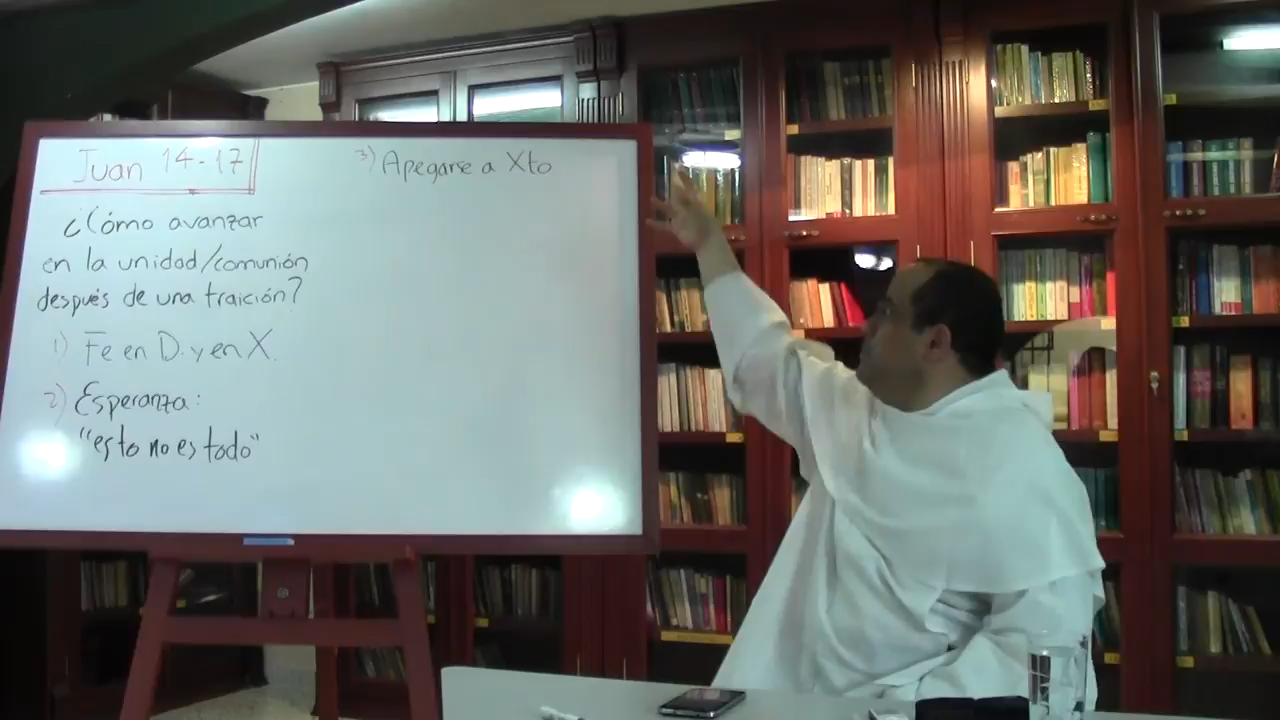 Juan 14-17
¿Cómo avanzar
en la unidad/comunión
después de una traición?
1) Fe en D. y en X.
2) Esperanza:
"esto no es todo"
3) Apegarse a Xto